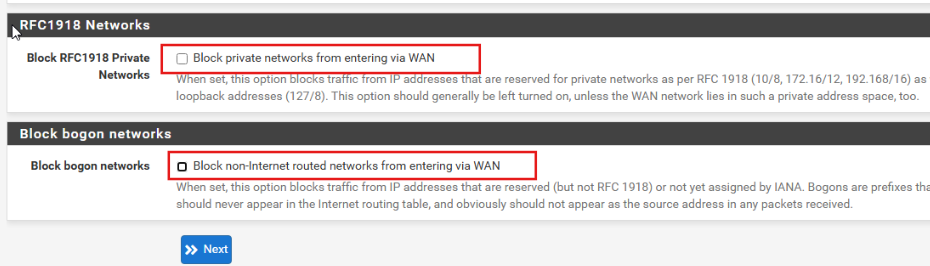 RFC1918 Networks
Block RFC1918 Private Networks
Block private networks from entering via WAN
When set, this option blocks traffic from IP addresses that are reserved for private networks as per RFC 1918 (10/8, 172.16/12, 192.168/16) as
loopback addresses (127/8). This option should generally be left turned on, unless the WAN network lies in such a private address space, too.
Block bogon networks
Block bogon networks
Block non-Internet routed networks from entering via WAN
When set, this option blocks traffic from IP addresses that are reserved (but not RFC 1918) or not yet assigned by IANA. Bogons are prefixes
should never appear in the Internet routing table, and obviously should not appear as the source address in any packets received.
Next